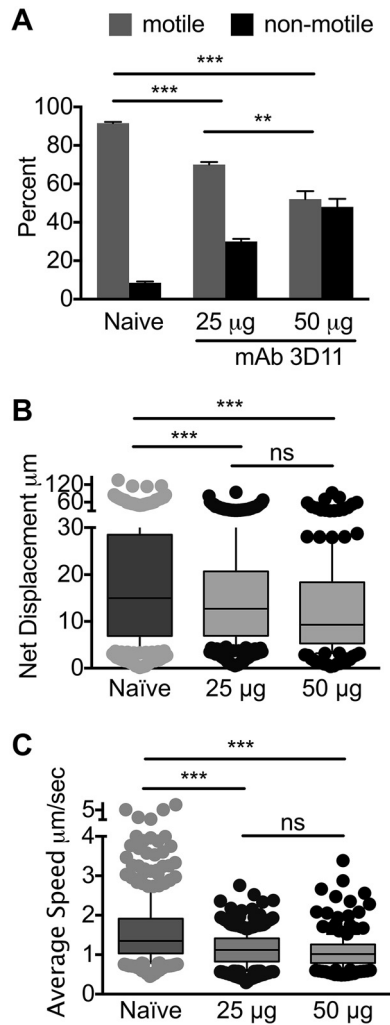 A
motile non-motile
***
***
**
100
80
60
40
20
0
Percent
Naive 25 µg 50 µg
mAb 3D11
B
***
***
ns
120
60
30
20
10
0
Net Displacement µm
Naïve 25 µg 50 µg
C
***
***
ns
5
4
3
2
1
0
Average Speed µm/sec
Naïve 25 µg 50 µg